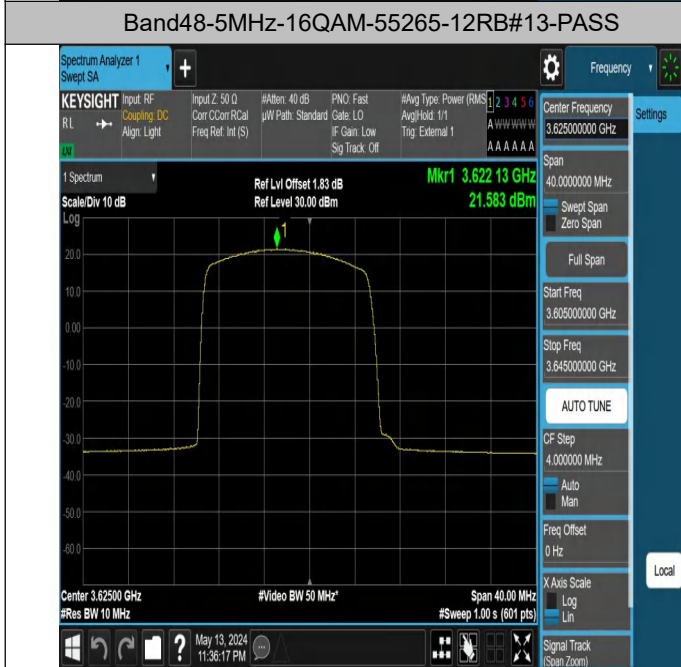 Band48-5MHz-16QAM-55265-12RB#13-PASS
Spectrum Analyzer 1
Swept SA
+
Frequency
KEYSIGHT
RL
Input: RF
Coupling: DC
Align: Light
Input Z: 50 Ω
Corr CCorr RCal
Freq Ref: Int (S)
#Atten: 40 dB
µW Path: Standard
PNO: Fast
Gate: LO
IF Gain: Low
Sig Track: Off
#Avg Type: Power (RMS
Avg|Hold: 1/1
Trig: External 1
1 2 3 4 5 6
A W W W W W
A A A A A A
Center Frequency
3.625000000 GHz
Settings
Span
40.0000000 MHz
Swept Span
Zero Span
Full Span
Start Freq
3.605000000 GHz
Stop Freq
3.645000000 GHz
AUTO TUNE
CF Step
4.000000 MHz
Auto
Man
Freq Offset
0 Hz
X Axis Scale
Log
Lin
Local
Signal Track
(Span Zoom)
1 Spectrum
Scale/Div 10 dB
Log
Ref Lvl Offset 1.83 dB
Ref Level 30.00 dBm
Mkr1 3.622 13 GHz
21.583 dBm
1
20.0
10.0
0.00
-10.0
-20.0
-30.0
-40.0
-50.0
-60.0
Center 3.62500 GHz
#Res BW 10 MHz
#Video BW 50 MHz*
Span 40.00 MHz
#Sweep 1.00 s (601 pts)
?
May 13, 2024
11:36:17 PM